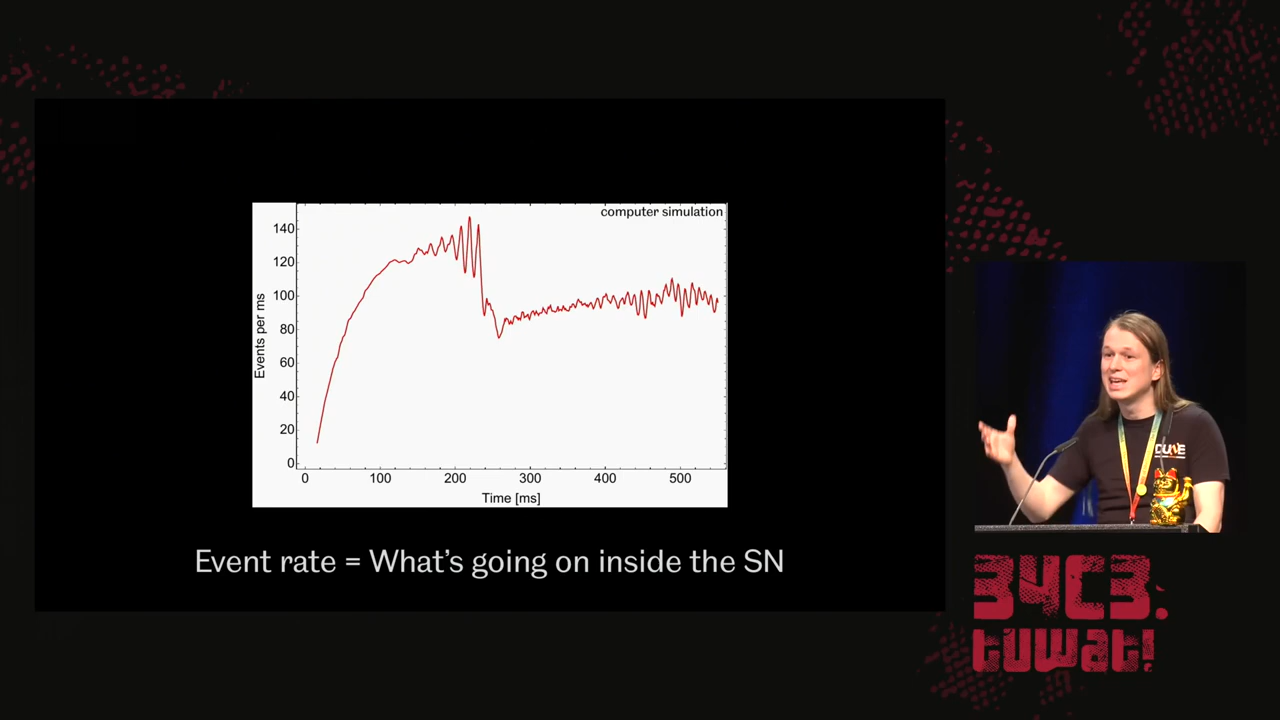 computer simulation
Events per ms
140
120
100
80
60
40
20
0
0 100 200 300 400 500
Time [ms]
Event rate = What's going on inside the SN
DUNE
34C3.
tuwat!